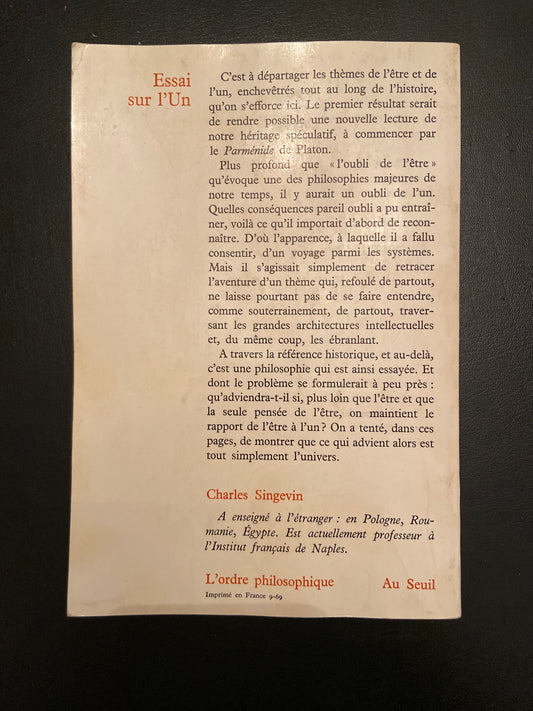 Essai
sur l'Un
C'est à départager les thèmes de l'être et de
l'un, enchevêtrés tout au long de l'histoire,
qu'on s'efforce ici. Le premier résultat serait
de rendre possible une nouvelle lecture de
notre héritage spéculatif, à commencer par
le Parménide de Platon.
Plus profond que « l'oubli de l'être »
qu'évoque une des philosophies majeures de
notre temps, il y aurait un oubli de l'un.
Quelles conséquences pareil oubli a pu entraî-
ner, voilà ce qu'il importait d'abord de recon-
naître. D'où l'apparence, à laquelle il a fallu
consentir, d'un voyage parmi les systèmes.
Mais il s'agissait simplement de retracer
l'aventure d'un thème qui, refoulé de partout,
ne laisse pourtant pas de se faire entendre,
comme souterrainement, de partout, traver-
sant les grandes architectures intellectuelles
et, du même coup, les ébranlant.
A travers la référence historique, et au-delà,
c'est une philosophie qui est ainsi essayée. Et
dont le problème se formulerait à peu près :
qu'adviendra-t-il si, plus loin que l'être et que
la seule pensée de l'être, on maintient le
rapport de l'être à l'un? On a tenté, dans ces
pages, de montrer que ce qui advient alors est
tout simplement l'univers.
Charles Singevin
A enseigné à l'étranger : en Pologne, Rou-
manie, Égypte. Est actuellement professeur à
l'Institut français de Naples.
L'ordre philosophique Au Seuil
Imprimé en France 9-69